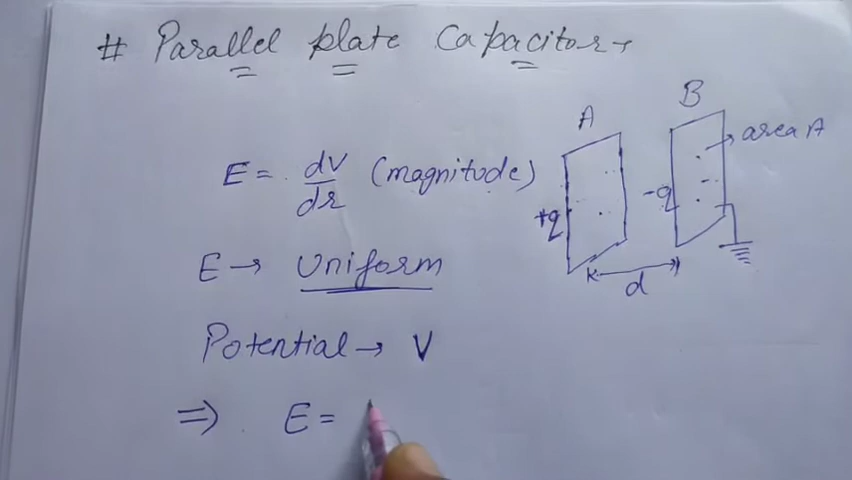 # Parallel plate Capacitor→
A
B
area A
E = dV/dr (magnitude)
+q
-q
E → Uniform
d
Potential → V
⇒ E =